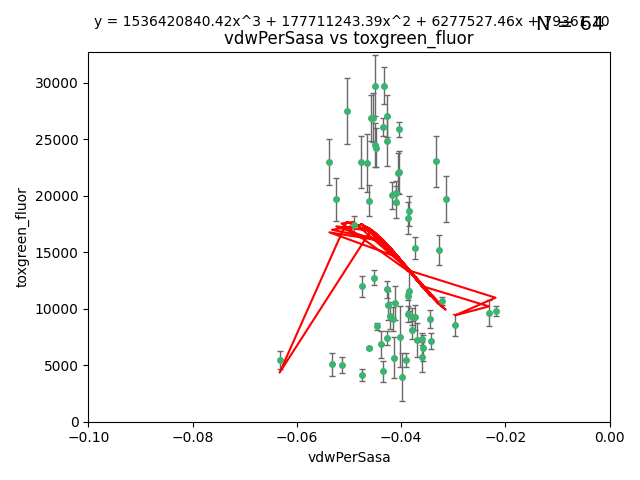 y = 1536420840.42x^3 + 177711243.39x^2 + 6277527.46x +
N = 64
vdwPerSasa vs toxgreen_fluor
30000
25000
20000
15000
10000
5000
0
toxgreen_fluor
−0.10 −0.08 −0.06 −0.04 −0.02 0.00
vdwPerSasa